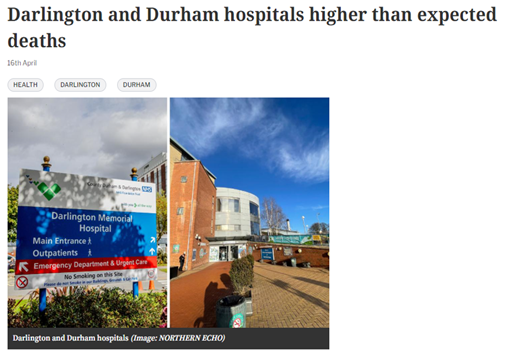 Darlington and Durham hospitals higher than expected
deaths
16th April
HEALTH
DARLINGTON
DURHAM
Durham & Darlington NHS
Darlington Memorial
Hospital
Main Entrance
Outpatients
Emergency Department & Urgent Care
No Smoking on this Site
Darlington and Durham hospitals (Image: NORTHERN ECHO)